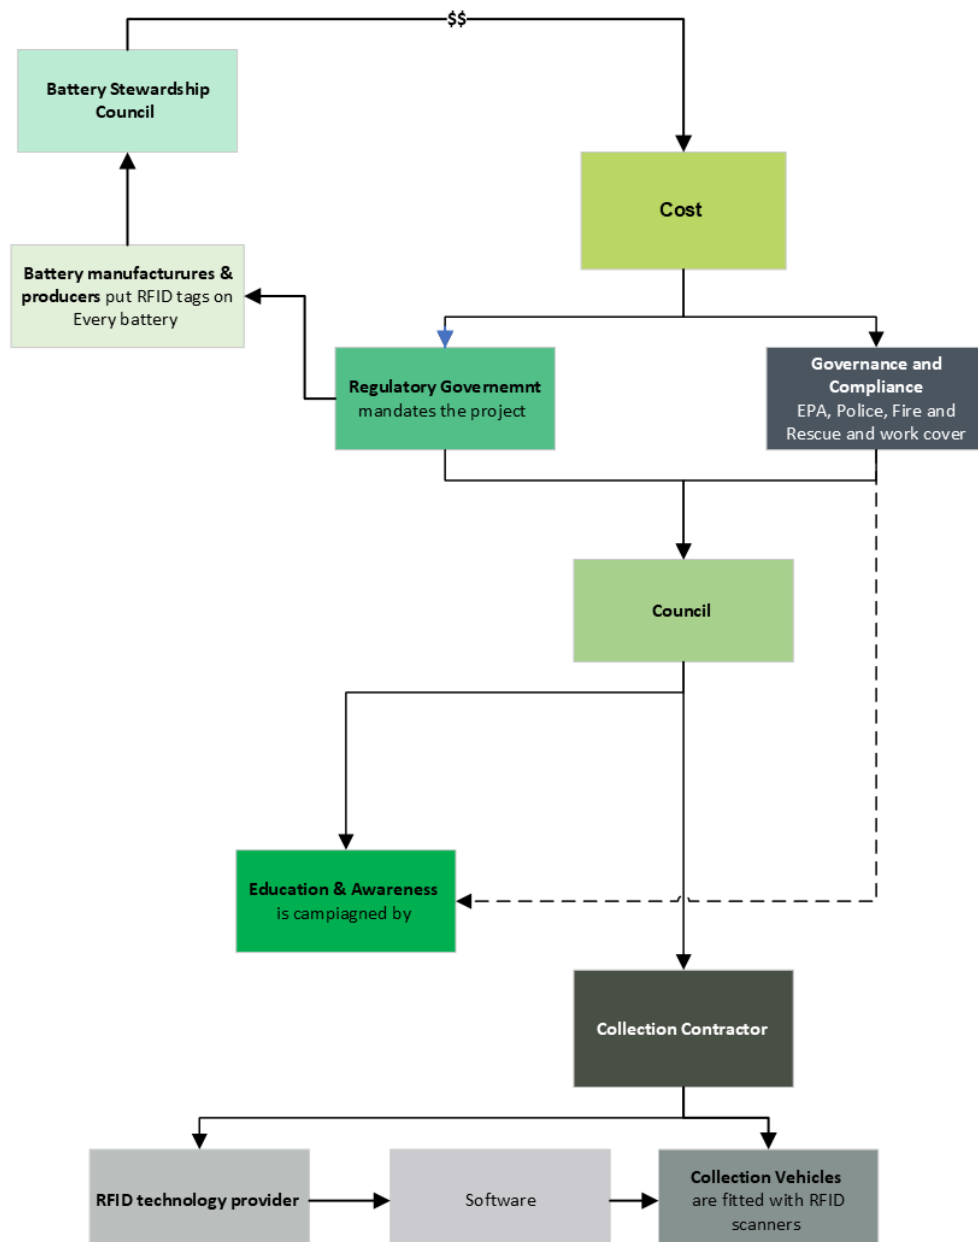 $$
Battery Stewardship
Council
Cost
Battery manufacturures &
producers put RFID tags on
Every battery
Regulatory Governemnt
mandates the project
Governance and
Compliance
EPA, Police, Fire and
Rescue and work cover
Council
Education & Awareness
is campiagned by
Collection Contractor
RFID technology provider
Software
Collection Vehicles
are fitted with RFID
scanners